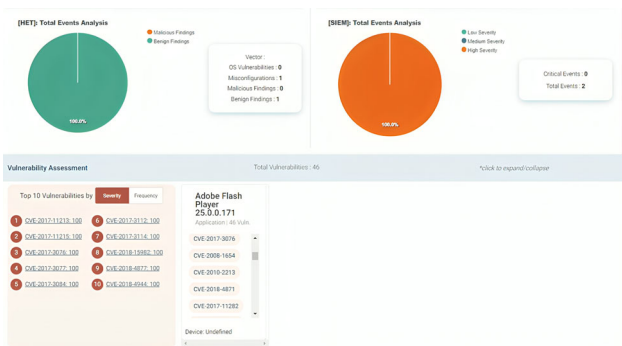 [HET]: Total Events Analysis
Malicious Findings
Benign Findings
Vector :
OS Vulnerabilities : 0
Misconfigurations : 1
Malicious Findings : 0
Benign Findings : 1
100.0%
[SIEM]: Total Events Analysis
Low Severity
Medium Severity
High Severity
Critical Events : 0
Total Events : 2
100.0%
Vulnerability Assessment
Total Vulnerabilities : 46
*click to expand/collapse
Top 10 Vulnerabilities by Severity Frequency
1 CVE-2017-11213: 100
2 CVE-2017-11215: 100
3 CVE-2017-3076: 100
4 CVE-2017-3077: 100
5 CVE-2017-3084: 100
6 CVE-2017-3112: 100
7 CVE-2017-3114: 100
8 CVE-2018-15982: 100
9 CVE-2018-4877: 100
10 CVE-2018-4944: 100
Adobe Flash
Player
25.0.0.171
Application | 46 Vulns
CVE-2017-3076
CVE-2008-1654
CVE-2010-2213
CVE-2018-4871
CVE-2017-11282
Device: Undefined